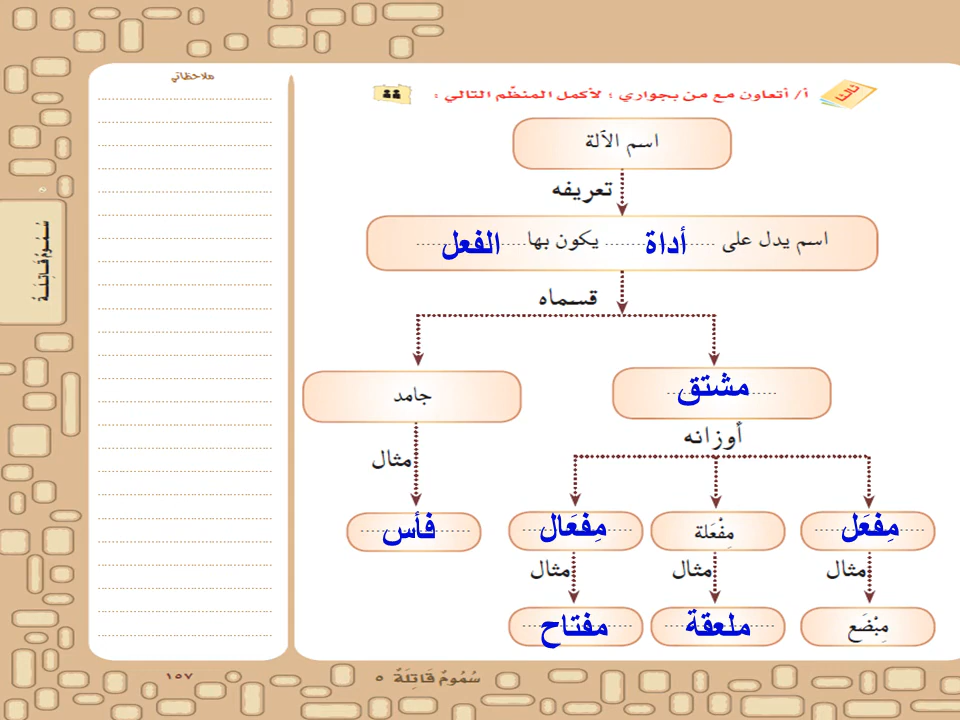 ثالثا
أ/ أتعاون مع من بجواري ؛ لأكمل المنظّم التالي :
ملاحظاتي
اسم الآلة
تعريفه
اسم يدل على أداة يكون بها الفعل
قسماه
مشتق
جامد
أوزانه
مثال
مِفعَل
مِفْعَلة
مِفعَال
فأس
مثال
مثال
مثال
مِبْضَع
ملعقة
مفتاح
سُمُومٌ قَاتِلَةٌ
سُمُومٌ قَاتِلَةٌ ٥
١٥٧